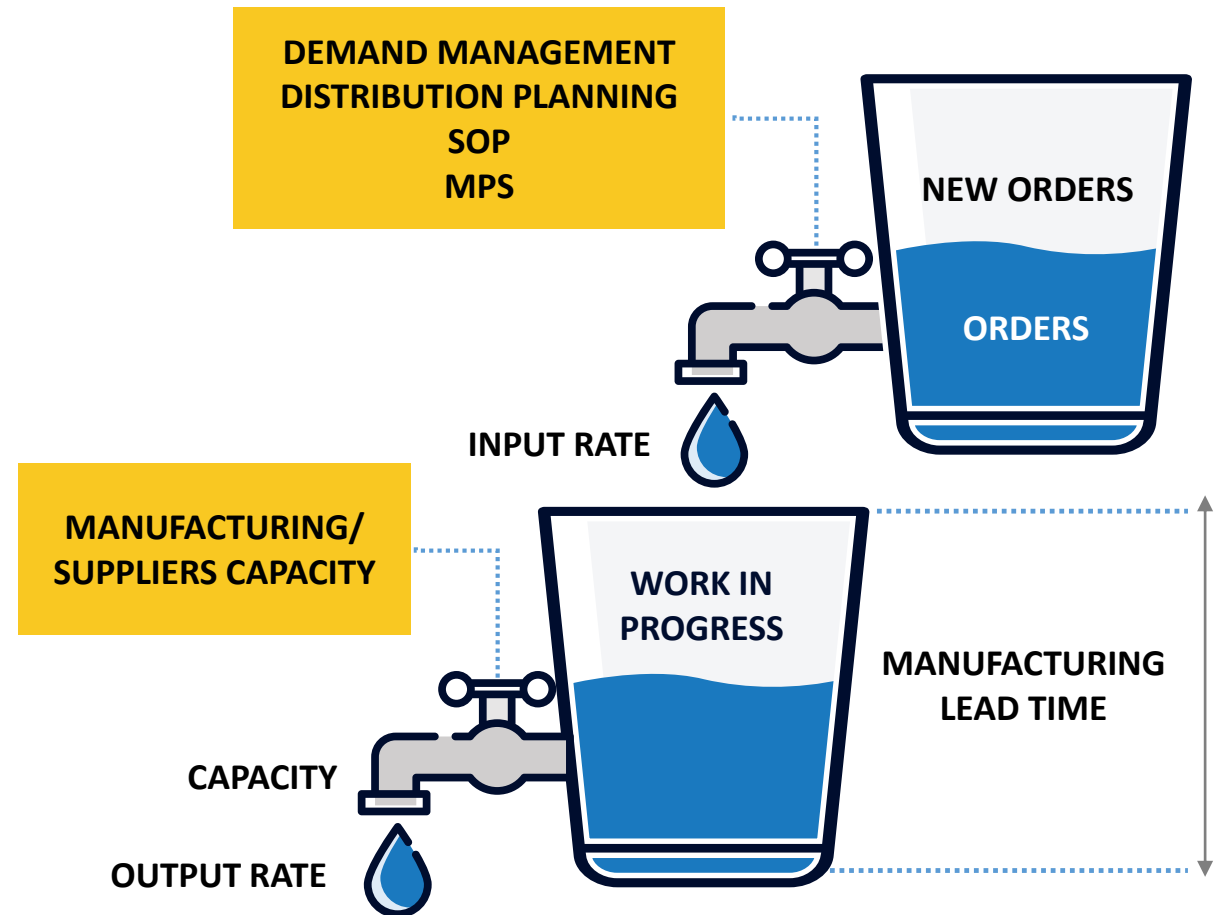 DEMAND MANAGEMENT
DISTRIBUTION PLANNING
SOP
MPS
NEW ORDERS
ORDERS
INPUT RATE
MANUFACTURING/
SUPPLIERS CAPACITY
WORK IN
PROGRESS
MANUFACTURING
LEAD TIME
CAPACITY
OUTPUT RATE